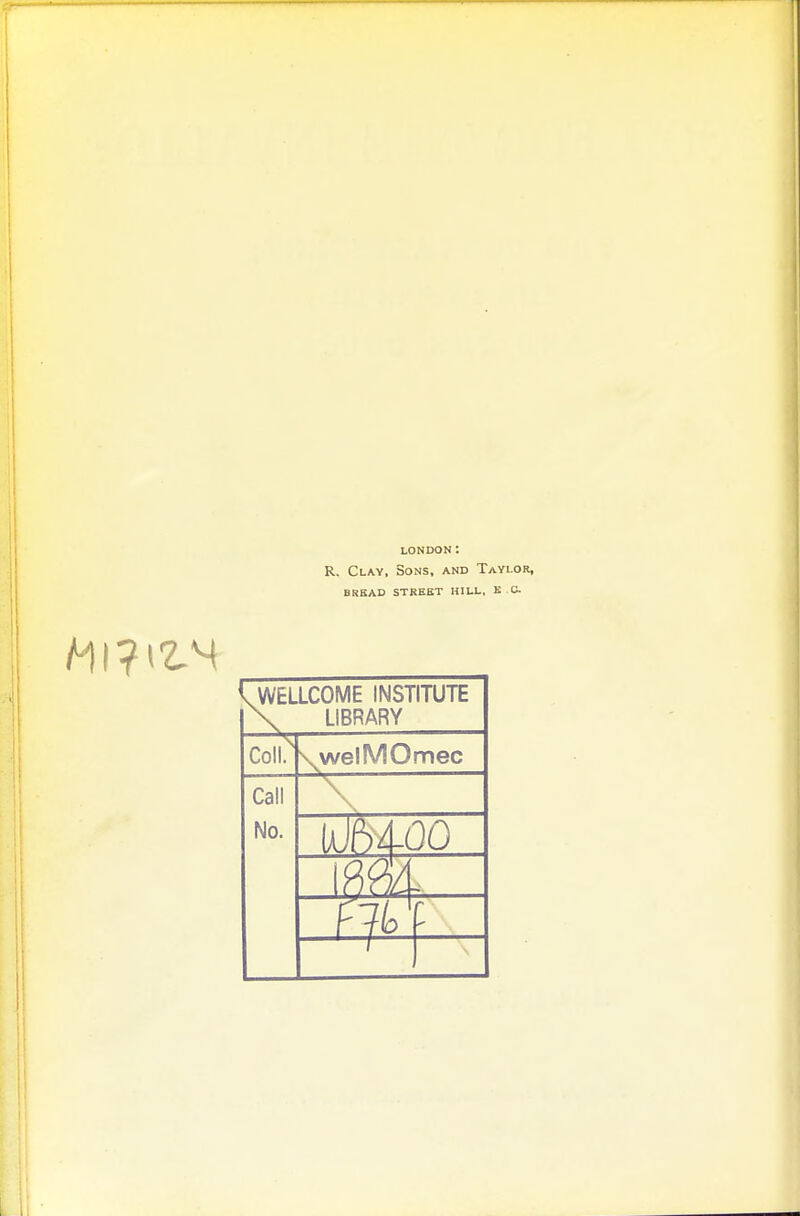 LONDON:
R. CLAY, SONS, AND TAYLOR,
BREAD STREET HILL, E.C.
M17124
WELLCOME INSTITUTE
LIBRARY
Coll. welMOmec
Call
No. WB400
1884
F76f